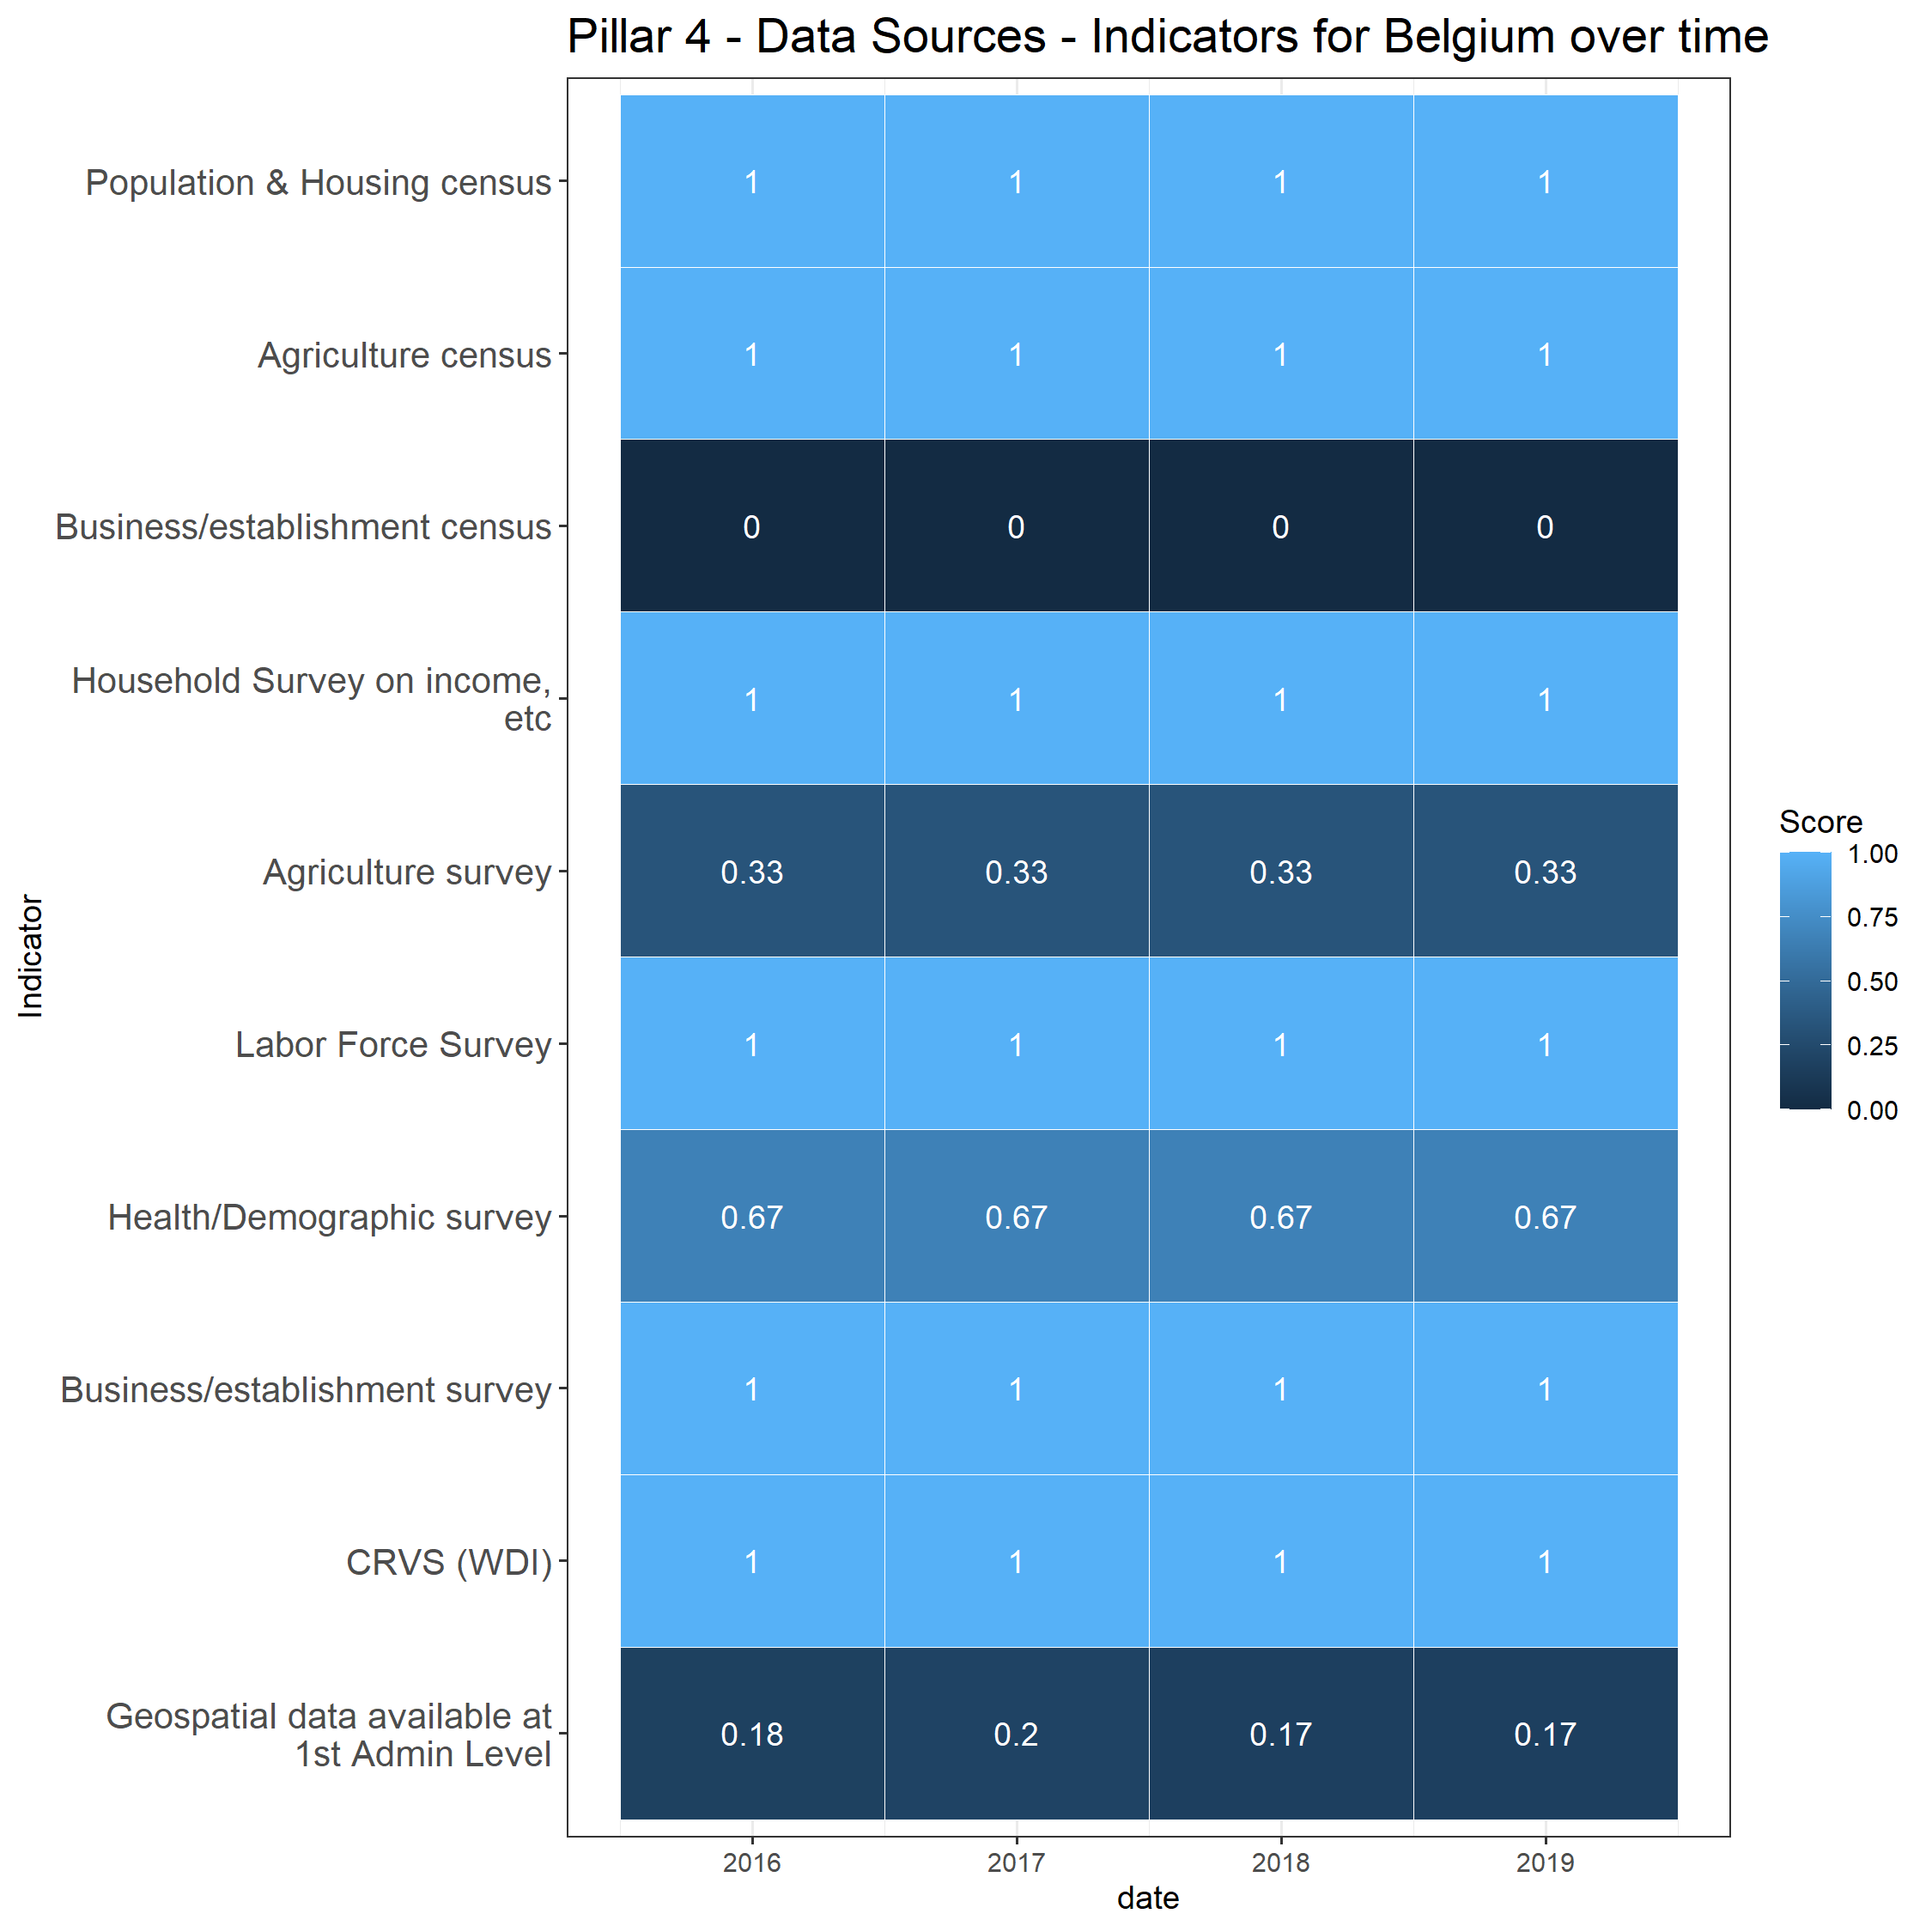 Pillar 4 - Data Sources - Indicators for Belgium over time
Indicator
Population & Housing census
1 1 1 1
Agriculture census
1 1 1 1
Business/establishment census
0 0 0 0
Household Survey on income,
etc
1 1 1 1
Agriculture survey
0.33 0.33 0.33 0.33
Labor Force Survey
1 1 1 1
Health/Demographic survey
0.67 0.67 0.67 0.67
Business/establishment survey
1 1 1 1
CRVS (WDI)
1 1 1 1
Geospatial data available at
1st Admin Level
0.18 0.2 0.17 0.17
2016 2017 2018 2019
date
Score
1.00
0.75
0.50
0.25
0.00